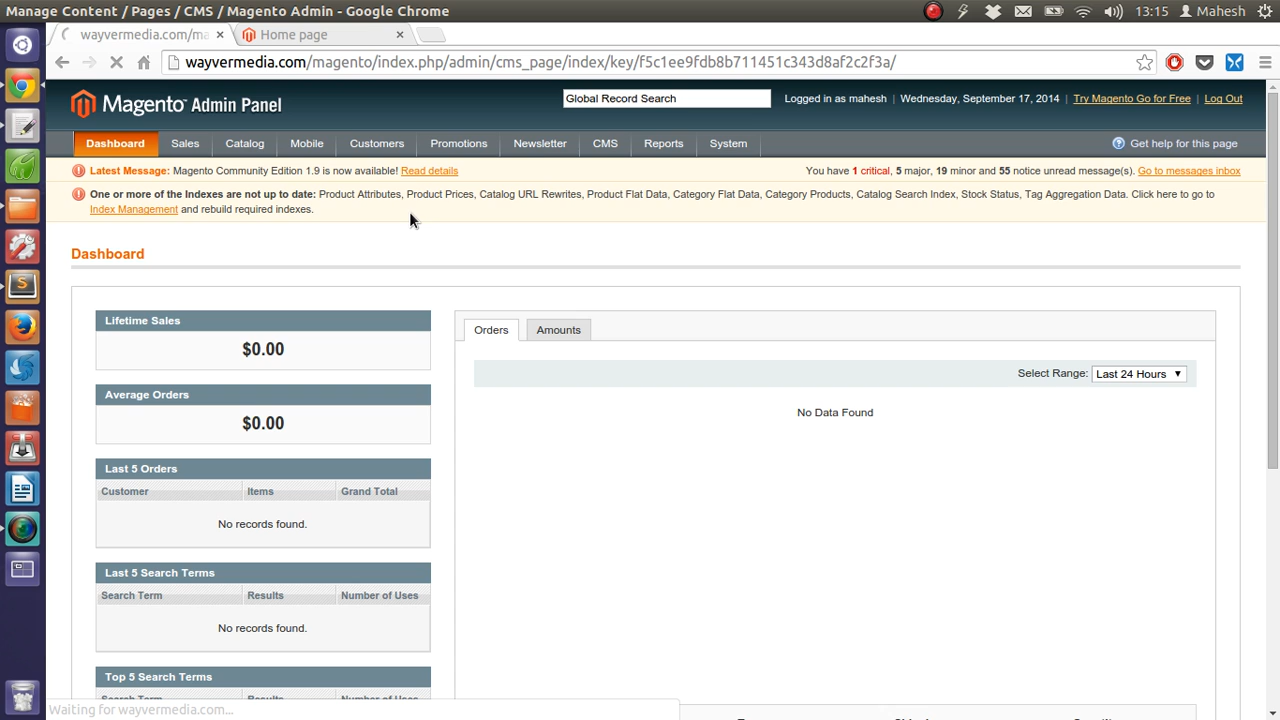 Manage Content / Pages / CMS / Magento Admin - Google Chrome
13:15 Mahesh
wayvermedia.com/ma
Home page
wayvermedia.com/magento/index.php/admin/cms_page/index/key/f5c1ee9fdb8b711451c343d8af2c2f3a/
Magento Admin Panel
Global Record Search
Logged in as mahesh | Wednesday, September 17, 2014 | Try Magento Go for Free | Log Out
Dashboard Sales Catalog Mobile Customers Promotions Newsletter CMS Reports System
Get help for this page
Latest Message: Magento Community Edition 1.9 is now available! Read details
You have 1 critical, 5 major, 19 minor and 55 notice unread message(s). Go to messages inbox
One or more of the Indexes are not up to date: Product Attributes, Product Prices, Catalog URL Rewrites, Product Flat Data, Category Flat Data, Category Products, Catalog Search Index, Stock Status, Tag Aggregation Data. Click here to go to
Index Management and rebuild required indexes.
Dashboard
Lifetime Sales
$0.00
Average Orders
$0.00
Last 5 Orders
Customer Items Grand Total
No records found.
Last 5 Search Terms
Search Term Results Number of Uses
No records found.
Top 5 Search Terms
Search Term Results Number of Uses
Orders Amounts
Select Range: Last 24 Hours
No Data Found
Waiting for wayvermedia.com...